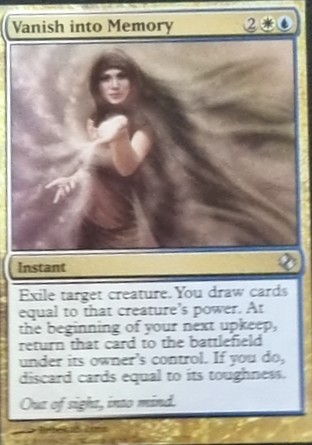 Vanish into Memory 2
Instant
Exile target creature. You draw cards
equal to that creature's power. At
the beginning of your next upkeep,
return that card to the battlefield
under its owner's control. If you do,
discard cards equal to its toughness.
Out of sight, into mind.